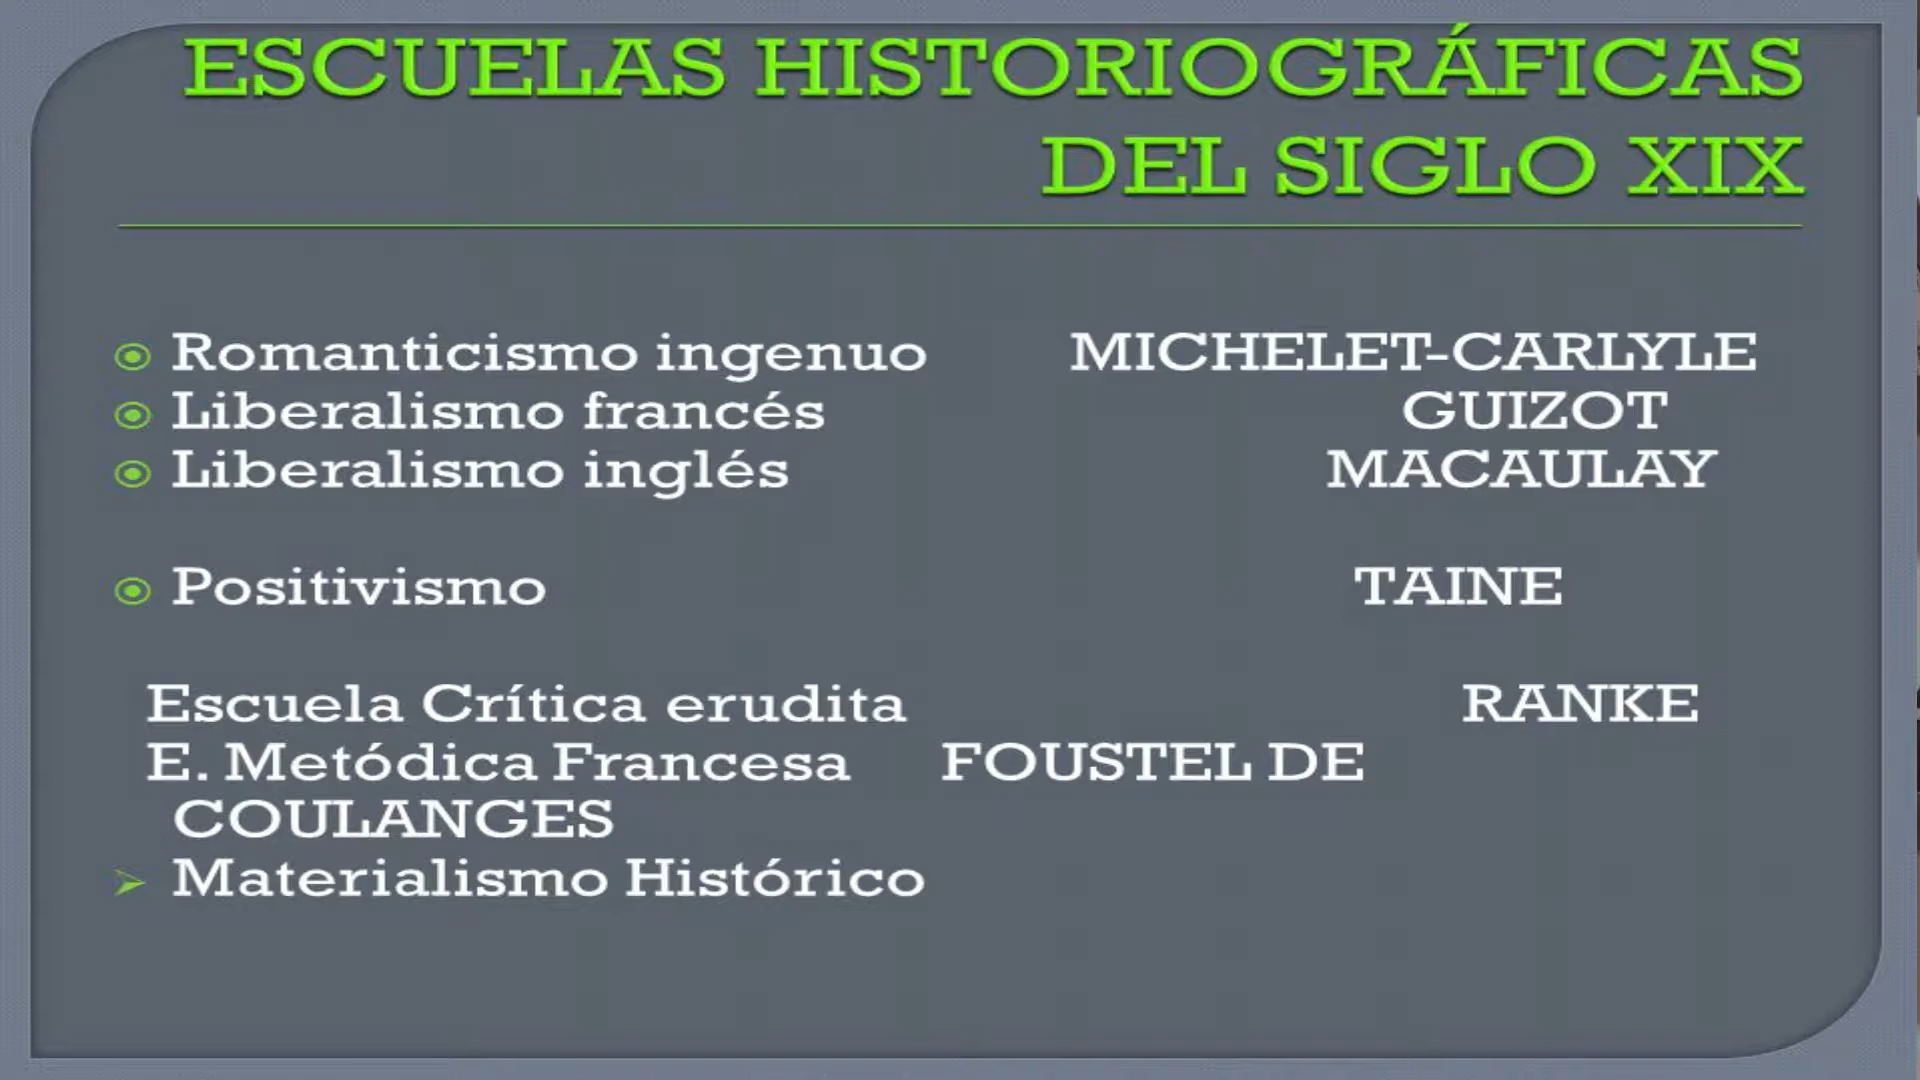 ESCUELAS HISTORIOGRÁFICAS
DEL SIGLO XIX
Romanticismo ingenuo MICHELET-CARLYLE
Liberalismo francés GUIZOT
Liberalismo inglés MACAULAY
Positivismo TAINE
Escuela Crítica erudita RANKE
E. Metódica Francesa FOUSTEL DE
COULANGES
Materialismo Histórico